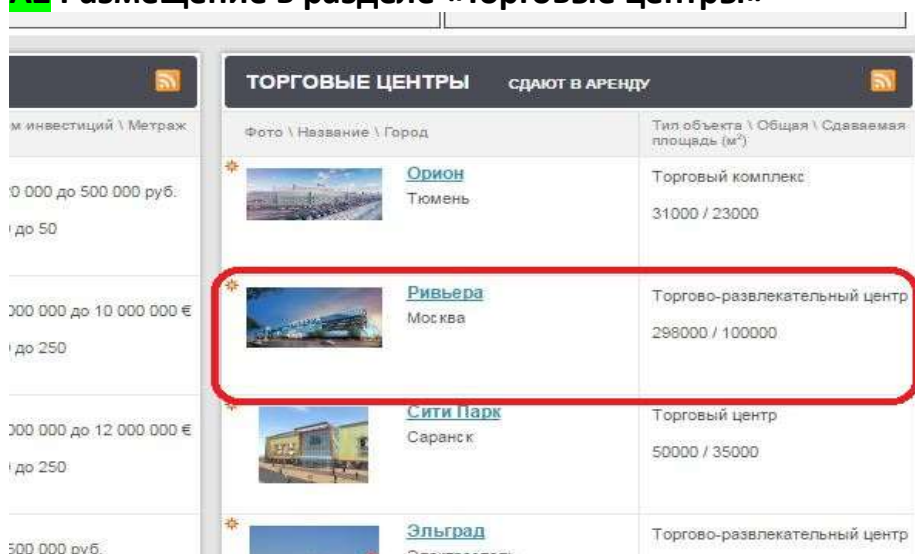 Размещение в разделе «Торговые центры»
ТОРГОВЫЕ ЦЕНТРЫ СДАЮТ В АРЕНДУ
м инвестиций \ Метраж
Фото \ Название \ Город
Тип объекта \ Общая \ Сдаваемая площадь (м²)
0 000 до 500 000 руб.
до 50
Орион
Тюмень
Торговый комплекс
31000 / 23000
000 000 до 10 000 000 €
до 250
Ривьера
Москва
Торгово-развлекательный центр
298000 / 100000
000 000 до 12 000 000 €
до 250
Сити Парк
Саранск
Торговый центр
50000 / 35000
500 000 руб.
Эльград
Торгово-развлекательный центр